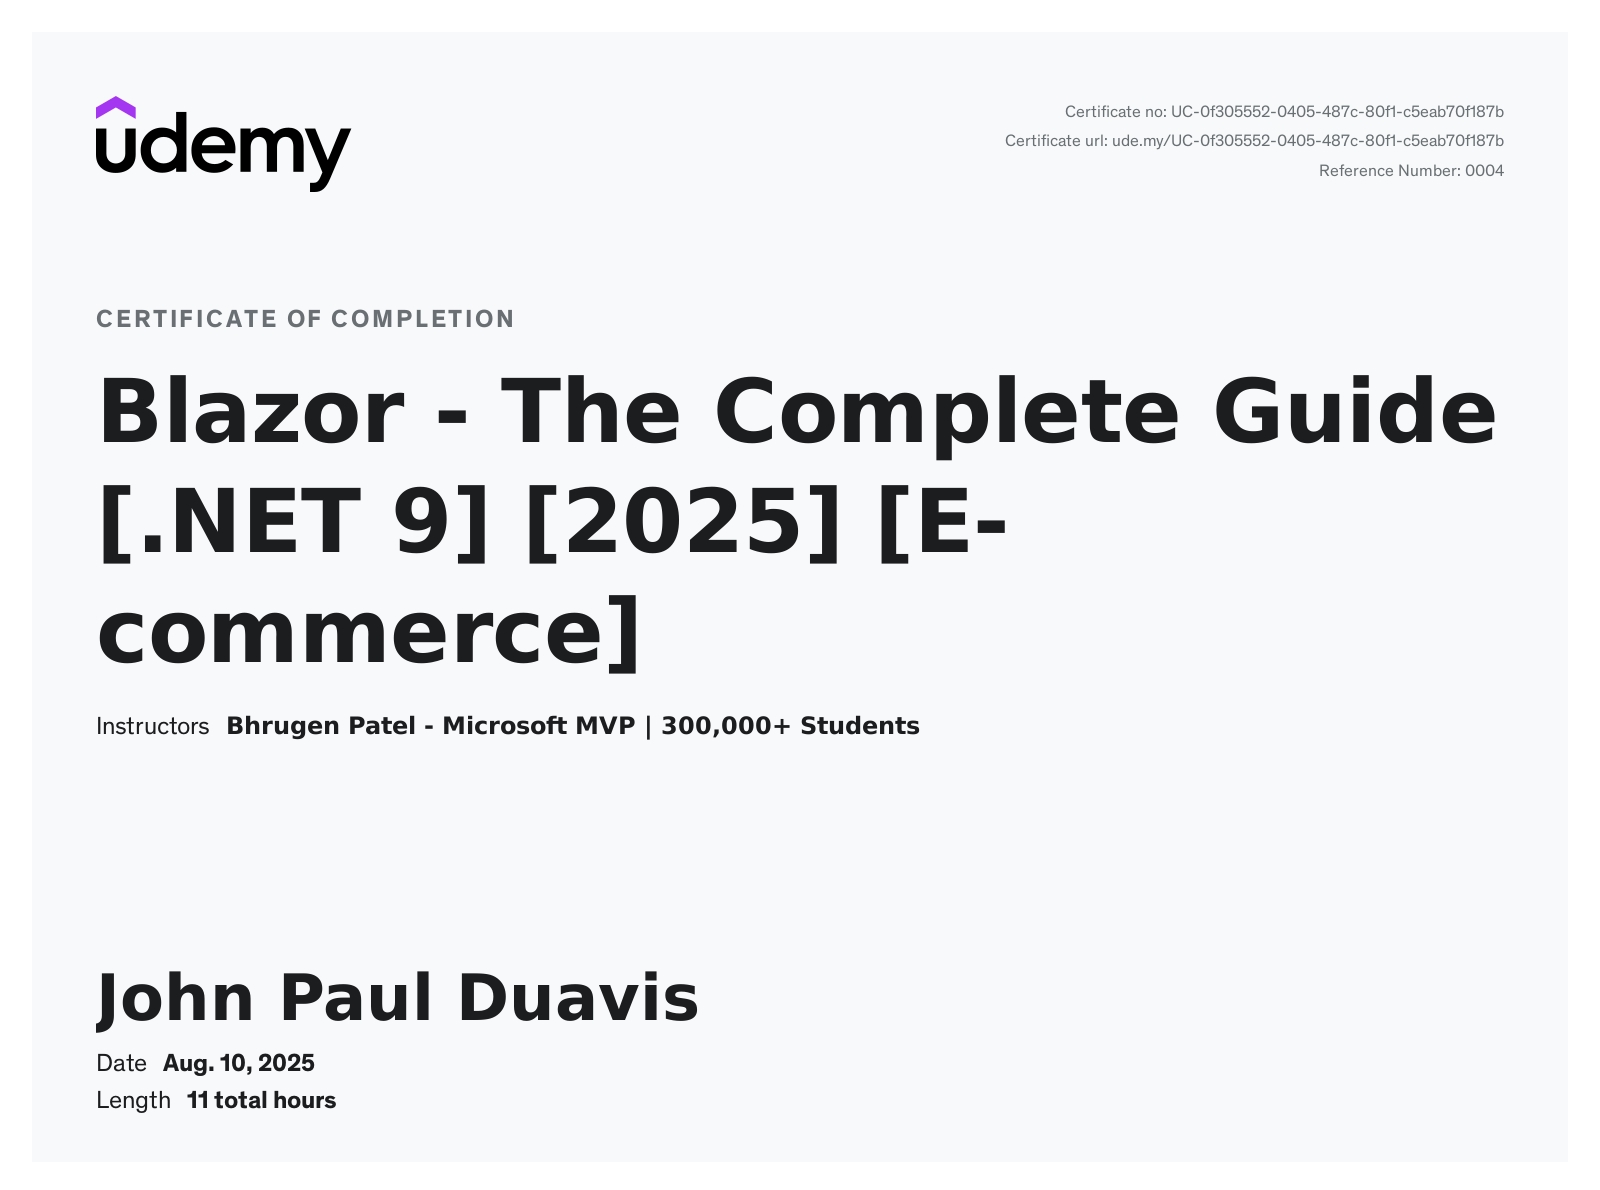 udemy
Certificate no: UC-0f305552-0405-487c-80f1-c5eab70f187b
Certificate url: ude.my/UC-0f305552-0405-487c-80f1-c5eab70f187b
Reference Number: 0004
CERTIFICATE OF COMPLETION
Blazor - The Complete Guide
[.NET 9] [2025] [E-
commerce]
Instructors Bhrugen Patel - Microsoft MVP | 300,000+ Students
John Paul Duavis
Date Aug. 10, 2025
Length 11 total hours